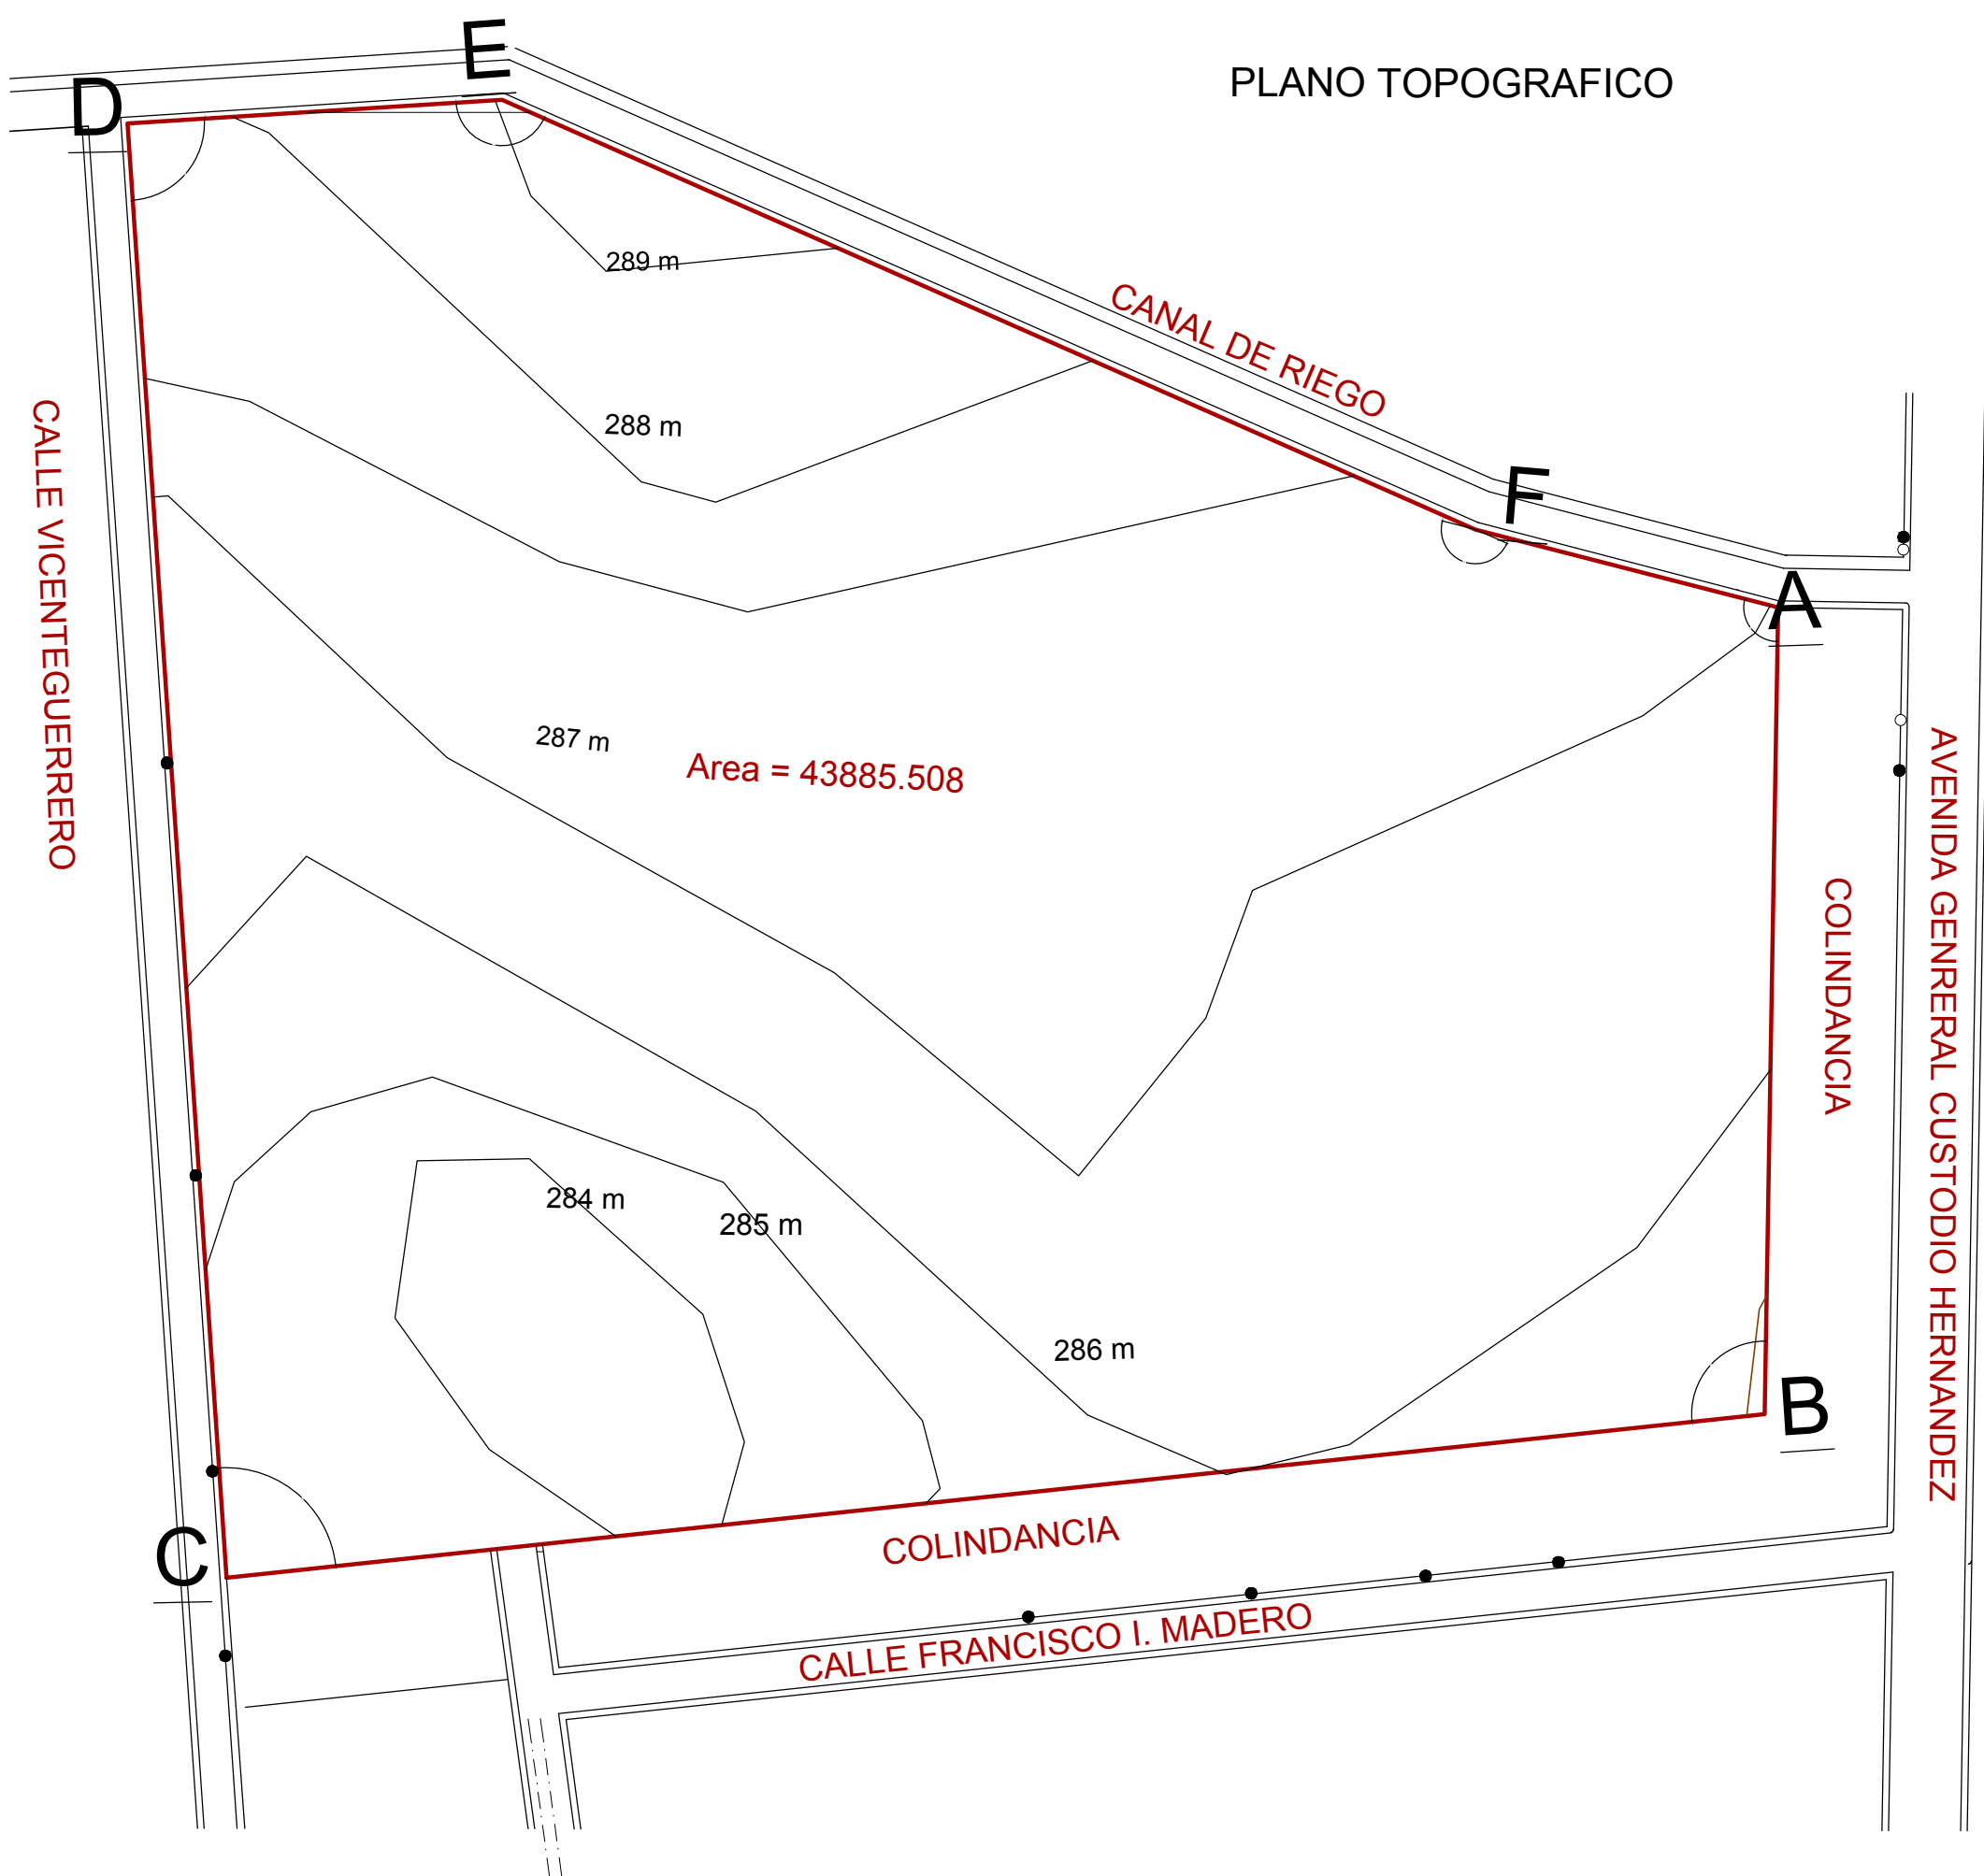 E
D
PLANO TOPOGRAFICO
289 m
CANAL DE RIEGO
288 m
CALLE VICENTEGUERRERO
F
A
287 m
Area = 43885.508
AVENIDA GENRERAL CUSTODIO HERNANDEZ
COLINDANCIA
284 m
285 m
286 m
B
COLINDANCIA
C
CALLE FRANCISCO I. MADERO